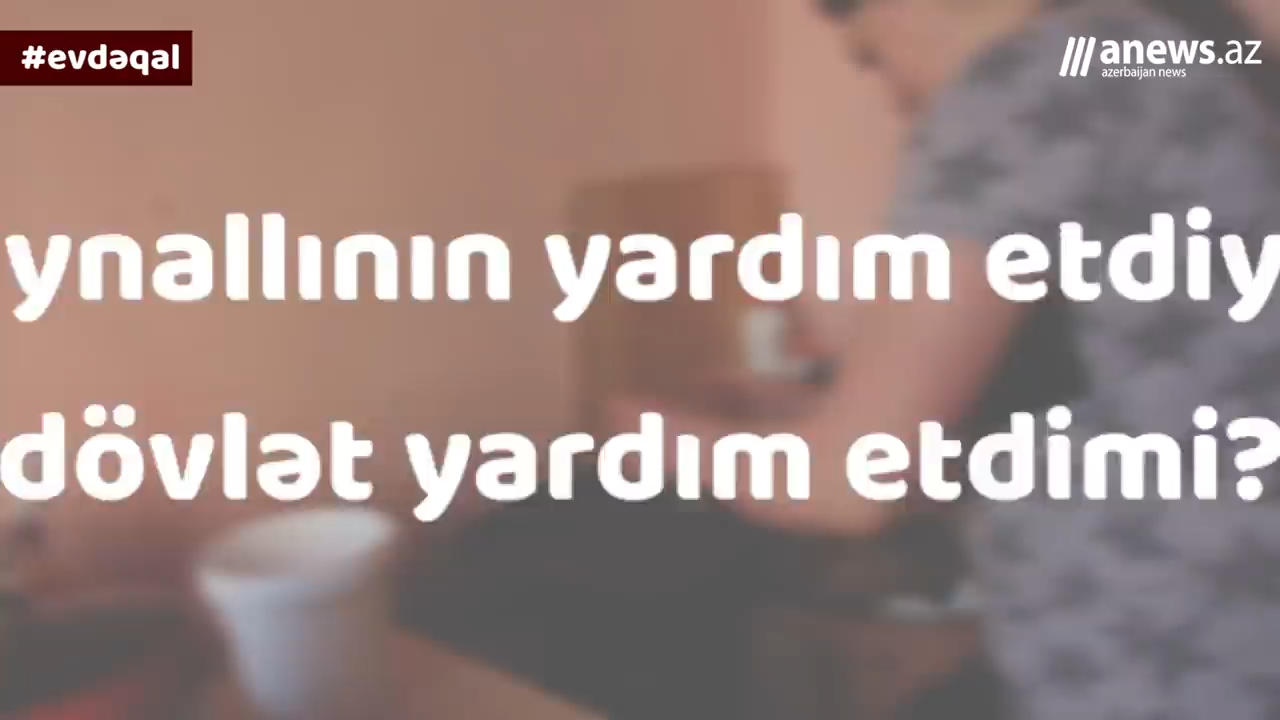 #evdəqal
anews.az
azerbaijan news
ynallının yardım etdiy
dövlət yardım etdimi?